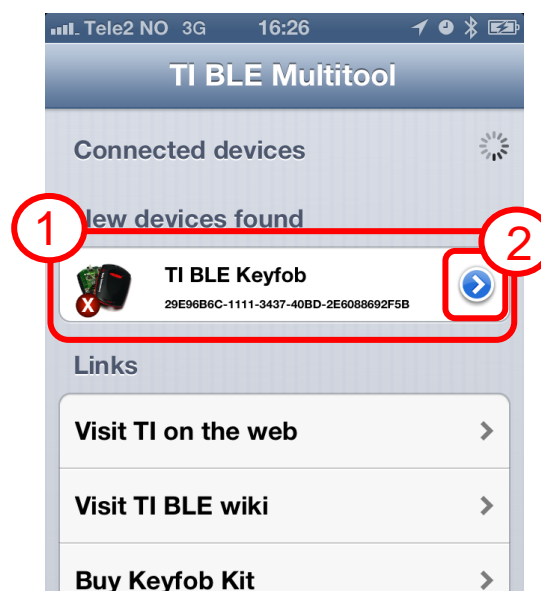 Tele2 NO 3G 16:26
TI BLE Multitool
Connected devices
1 New devices found
2
TI BLE Keyfob
X 29E96B6C-1111-3437-40BD-2E6088692F5B
Links
Visit TI on the web
Visit TI BLE wiki
Buy Keyfob Kit